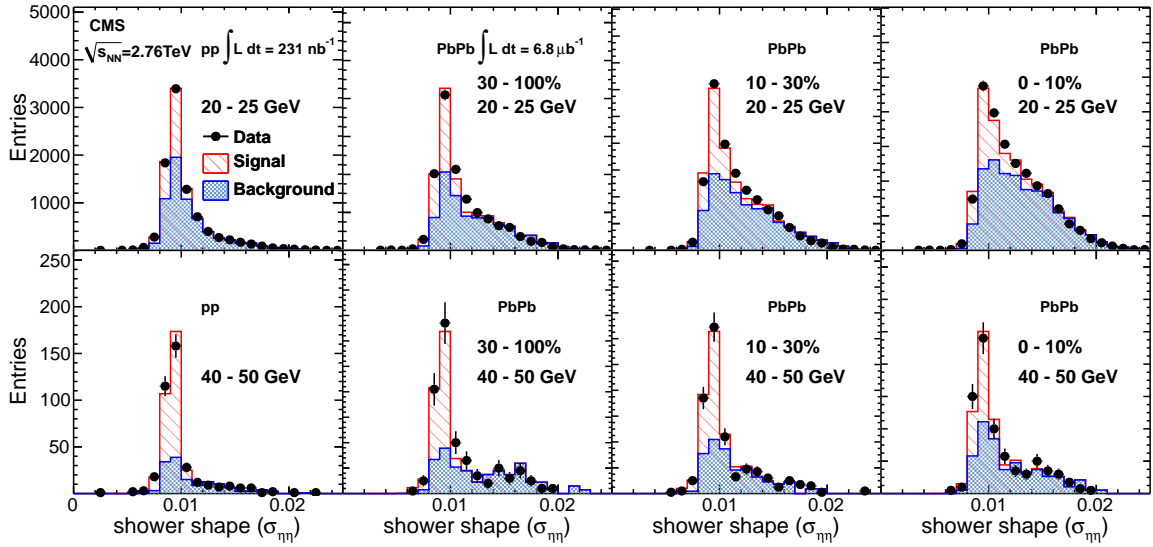 CMS
√s_NN=2.76TeV pp ∫L dt = 231 nb⁻¹
20 - 25 GeV
Data
Signal
Background
PbPb ∫L dt = 6.8 μb⁻¹
30 - 100%
20 - 25 GeV
PbPb
10 - 30%
20 - 25 GeV
PbPb
0 - 10%
20 - 25 GeV
Entries
5000
4000
3000
2000
1000
pp
40 - 50 GeV
PbPb
30 - 100%
40 - 50 GeV
PbPb
10 - 30%
40 - 50 GeV
PbPb
0 - 10%
40 - 50 GeV
Entries
250
200
150
100
50
0 0.01 0.02
0.01 0.02
0.01 0.02
0.01 0.02
shower shape (σ_ηη)
shower shape (σ_ηη)
shower shape (σ_ηη)
shower shape (σ_ηη)